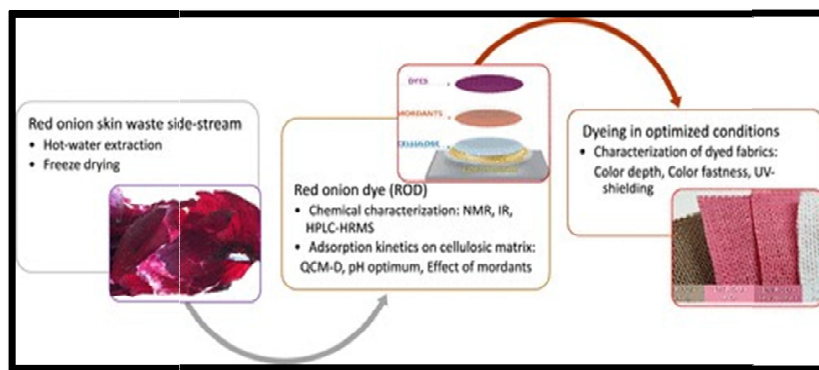 Red onion skin waste side-stream
• Hot-water extraction
• Freeze drying
DYES
MORDANTS
CELLULOSE
Red onion dye (ROD)
• Chemical characterization: NMR, IR,
HPLC-HRMS
• Adsorption kinetics on cellulosic matrix:
QCM-D, pH optimum, Effect of mordants
Dyeing in optimized conditions
• Characterization of dyed fabrics:
Color depth, Color fastness, UV-
shielding